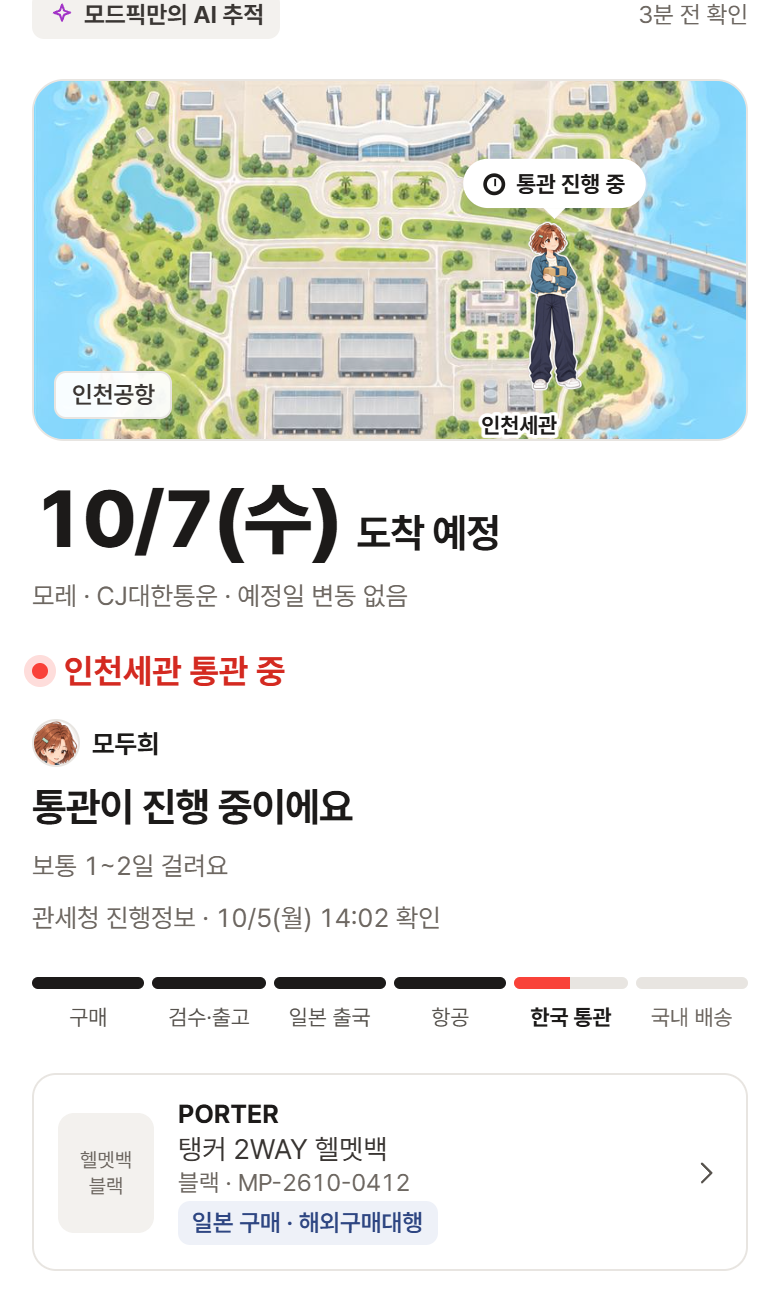 모드픽만의 AI 추적
3분 전 확인
통관 진행 중
인천공항
인천세관
10/7(수) 도착 예정
모레 · CJ대한통운 · 예정일 변동 없음
인천세관 통관 중
모두희
통관이 진행 중이에요
보통 1~2일 걸려요
관세청 진행정보 · 10/5(월) 14:02 확인
구매 검수·출고 일본 출국 항공 한국 통관 국내 배송
헬멧백
블랙
PORTER
탱커 2WAY 헬멧백
블랙 · MP-2610-0412
일본 구매 · 해외구매대행